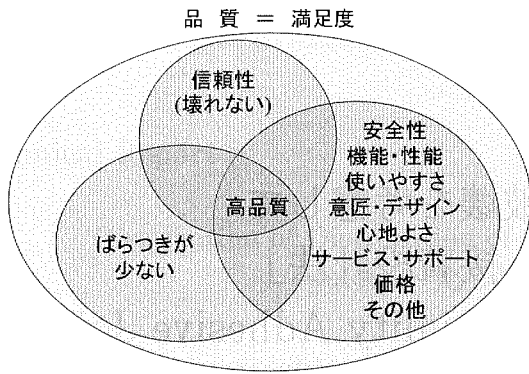 品質＝満足度
信頼性
(壊れない)
安全性
機能・性能
使いやすさ
意匠・デザイン
心地よさ
サービス・サポート
価格
その他
高品質
ばらつきが
少ない